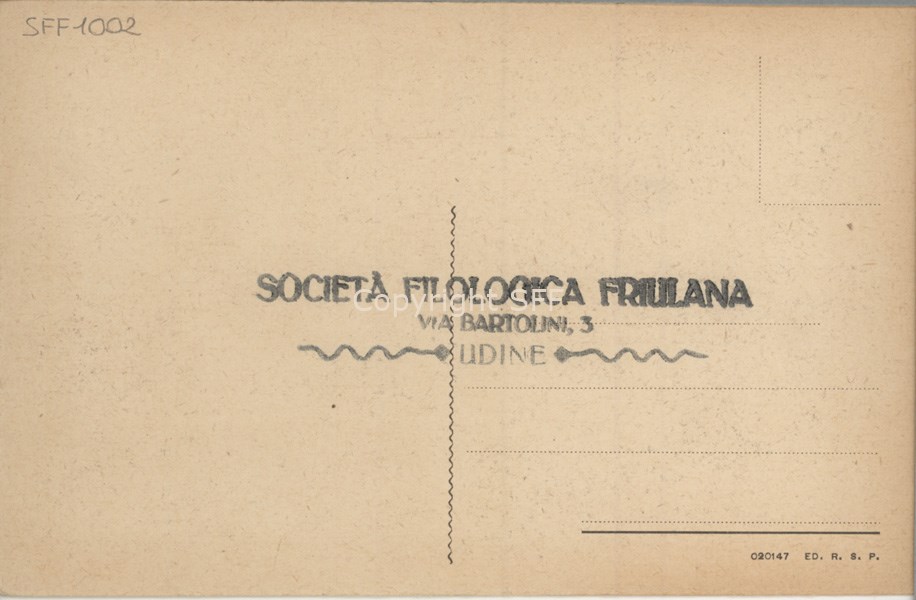 SFF1002
SOCIETÀ FILOLOGICA FRIULANA
Copyright SFF
VIA BARTOLINI, 3
UDINE
020147 ED. R. S. P.